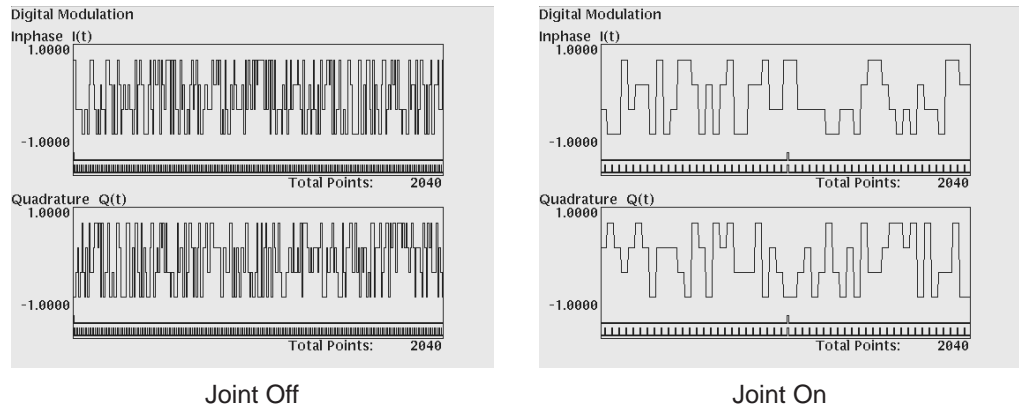 Digital Modulation
Inphase I(t)
1.0000
-1.0000
Total Points: 2040
Quadrature Q(t)
1.0000
-1.0000
Total Points: 2040
Joint Off
Digital Modulation
Inphase I(t)
1.0000
-1.0000
Total Points: 2040
Quadrature Q(t)
1.0000
-1.0000
Total Points: 2040
Joint On